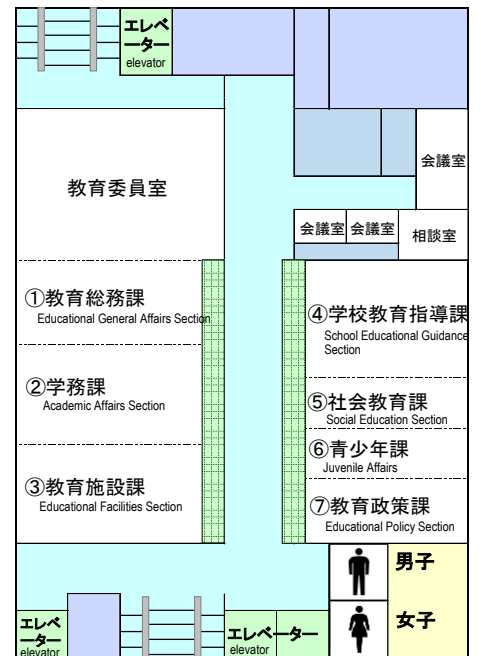 エレベ
ーター
elevator
会議室
教育委員室
会議室
会議室
相談室
①教育総務課
Educational General Affairs Section
④学校教育指導課
School Educational Guidance
Section
②学務課
Academic Affairs Section
⑤社会教育課
Social Education Section
⑥青少年課
Juvenile Affairs
③教育施設課
Educational Facilities Section
⑦教育政策課
Educational Policy Section
男子
女子
エレベ
ーター
elevator
エレベーター
elevator